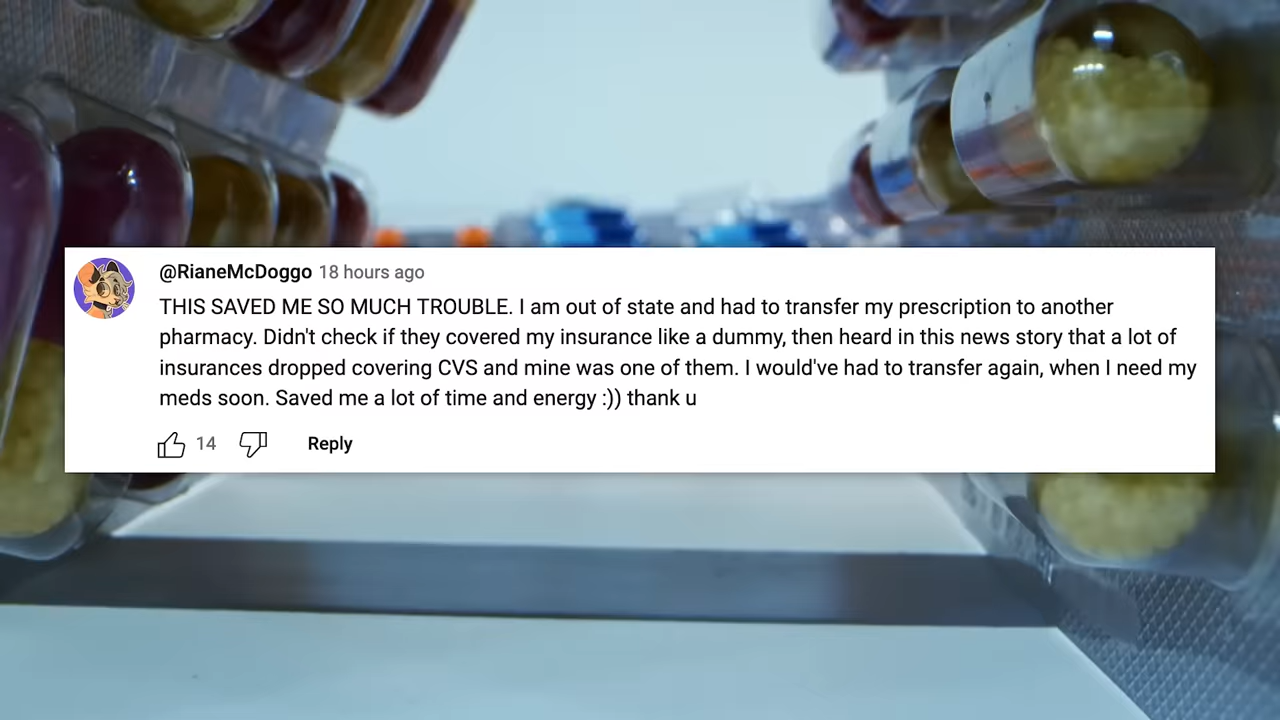 @RianeMcDoggo 18 hours ago
THIS SAVED ME SO MUCH TROUBLE. I am out of state and had to transfer my prescription to another
pharmacy. Didn't check if they covered my insurance like a dummy, then heard in this news story that a lot of
insurances dropped covering CVS and mine was one of them. I would've had to transfer again, when I need my
meds soon. Saved me a lot of time and energy :)) thank u
14 Reply